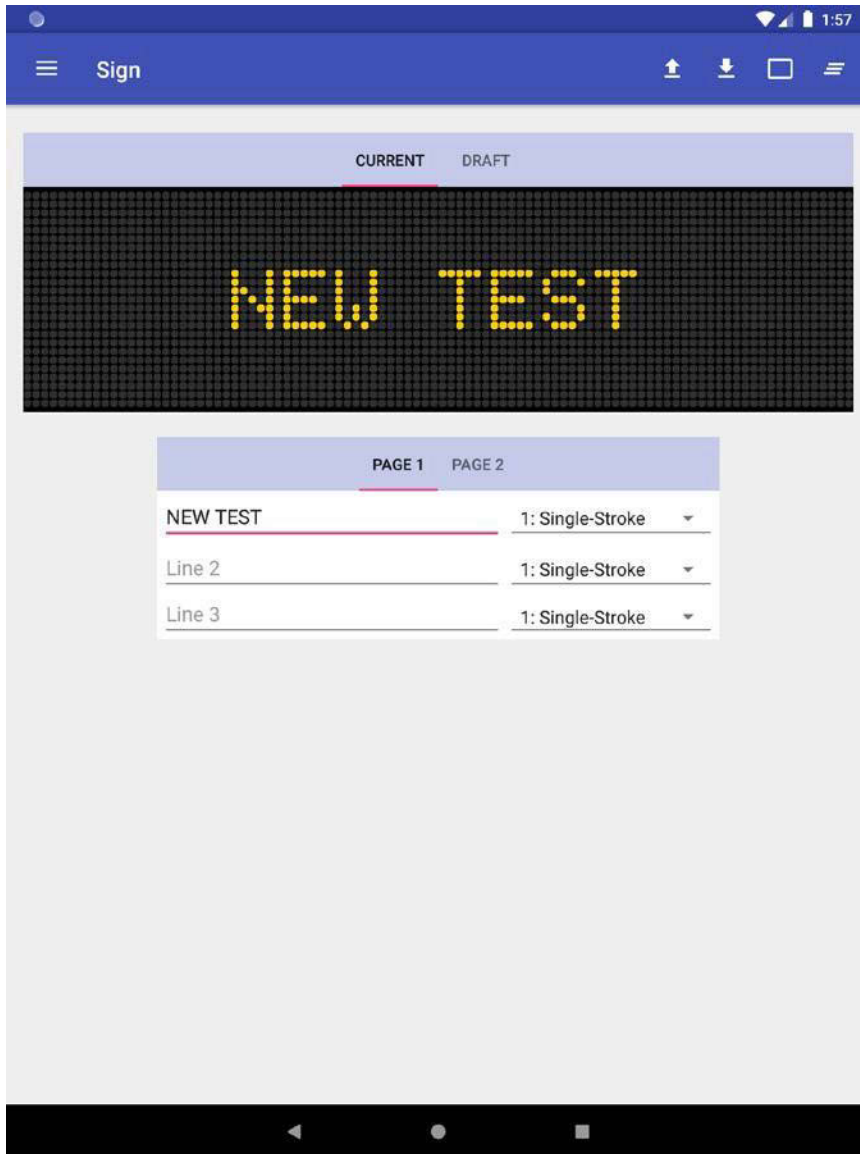 1:57
Sign
CURRENT DRAFT
NEW TEST
PAGE 1 PAGE 2
NEW TEST 1: Single-Stroke
Line 2 1: Single-Stroke
Line 3 1: Single-Stroke